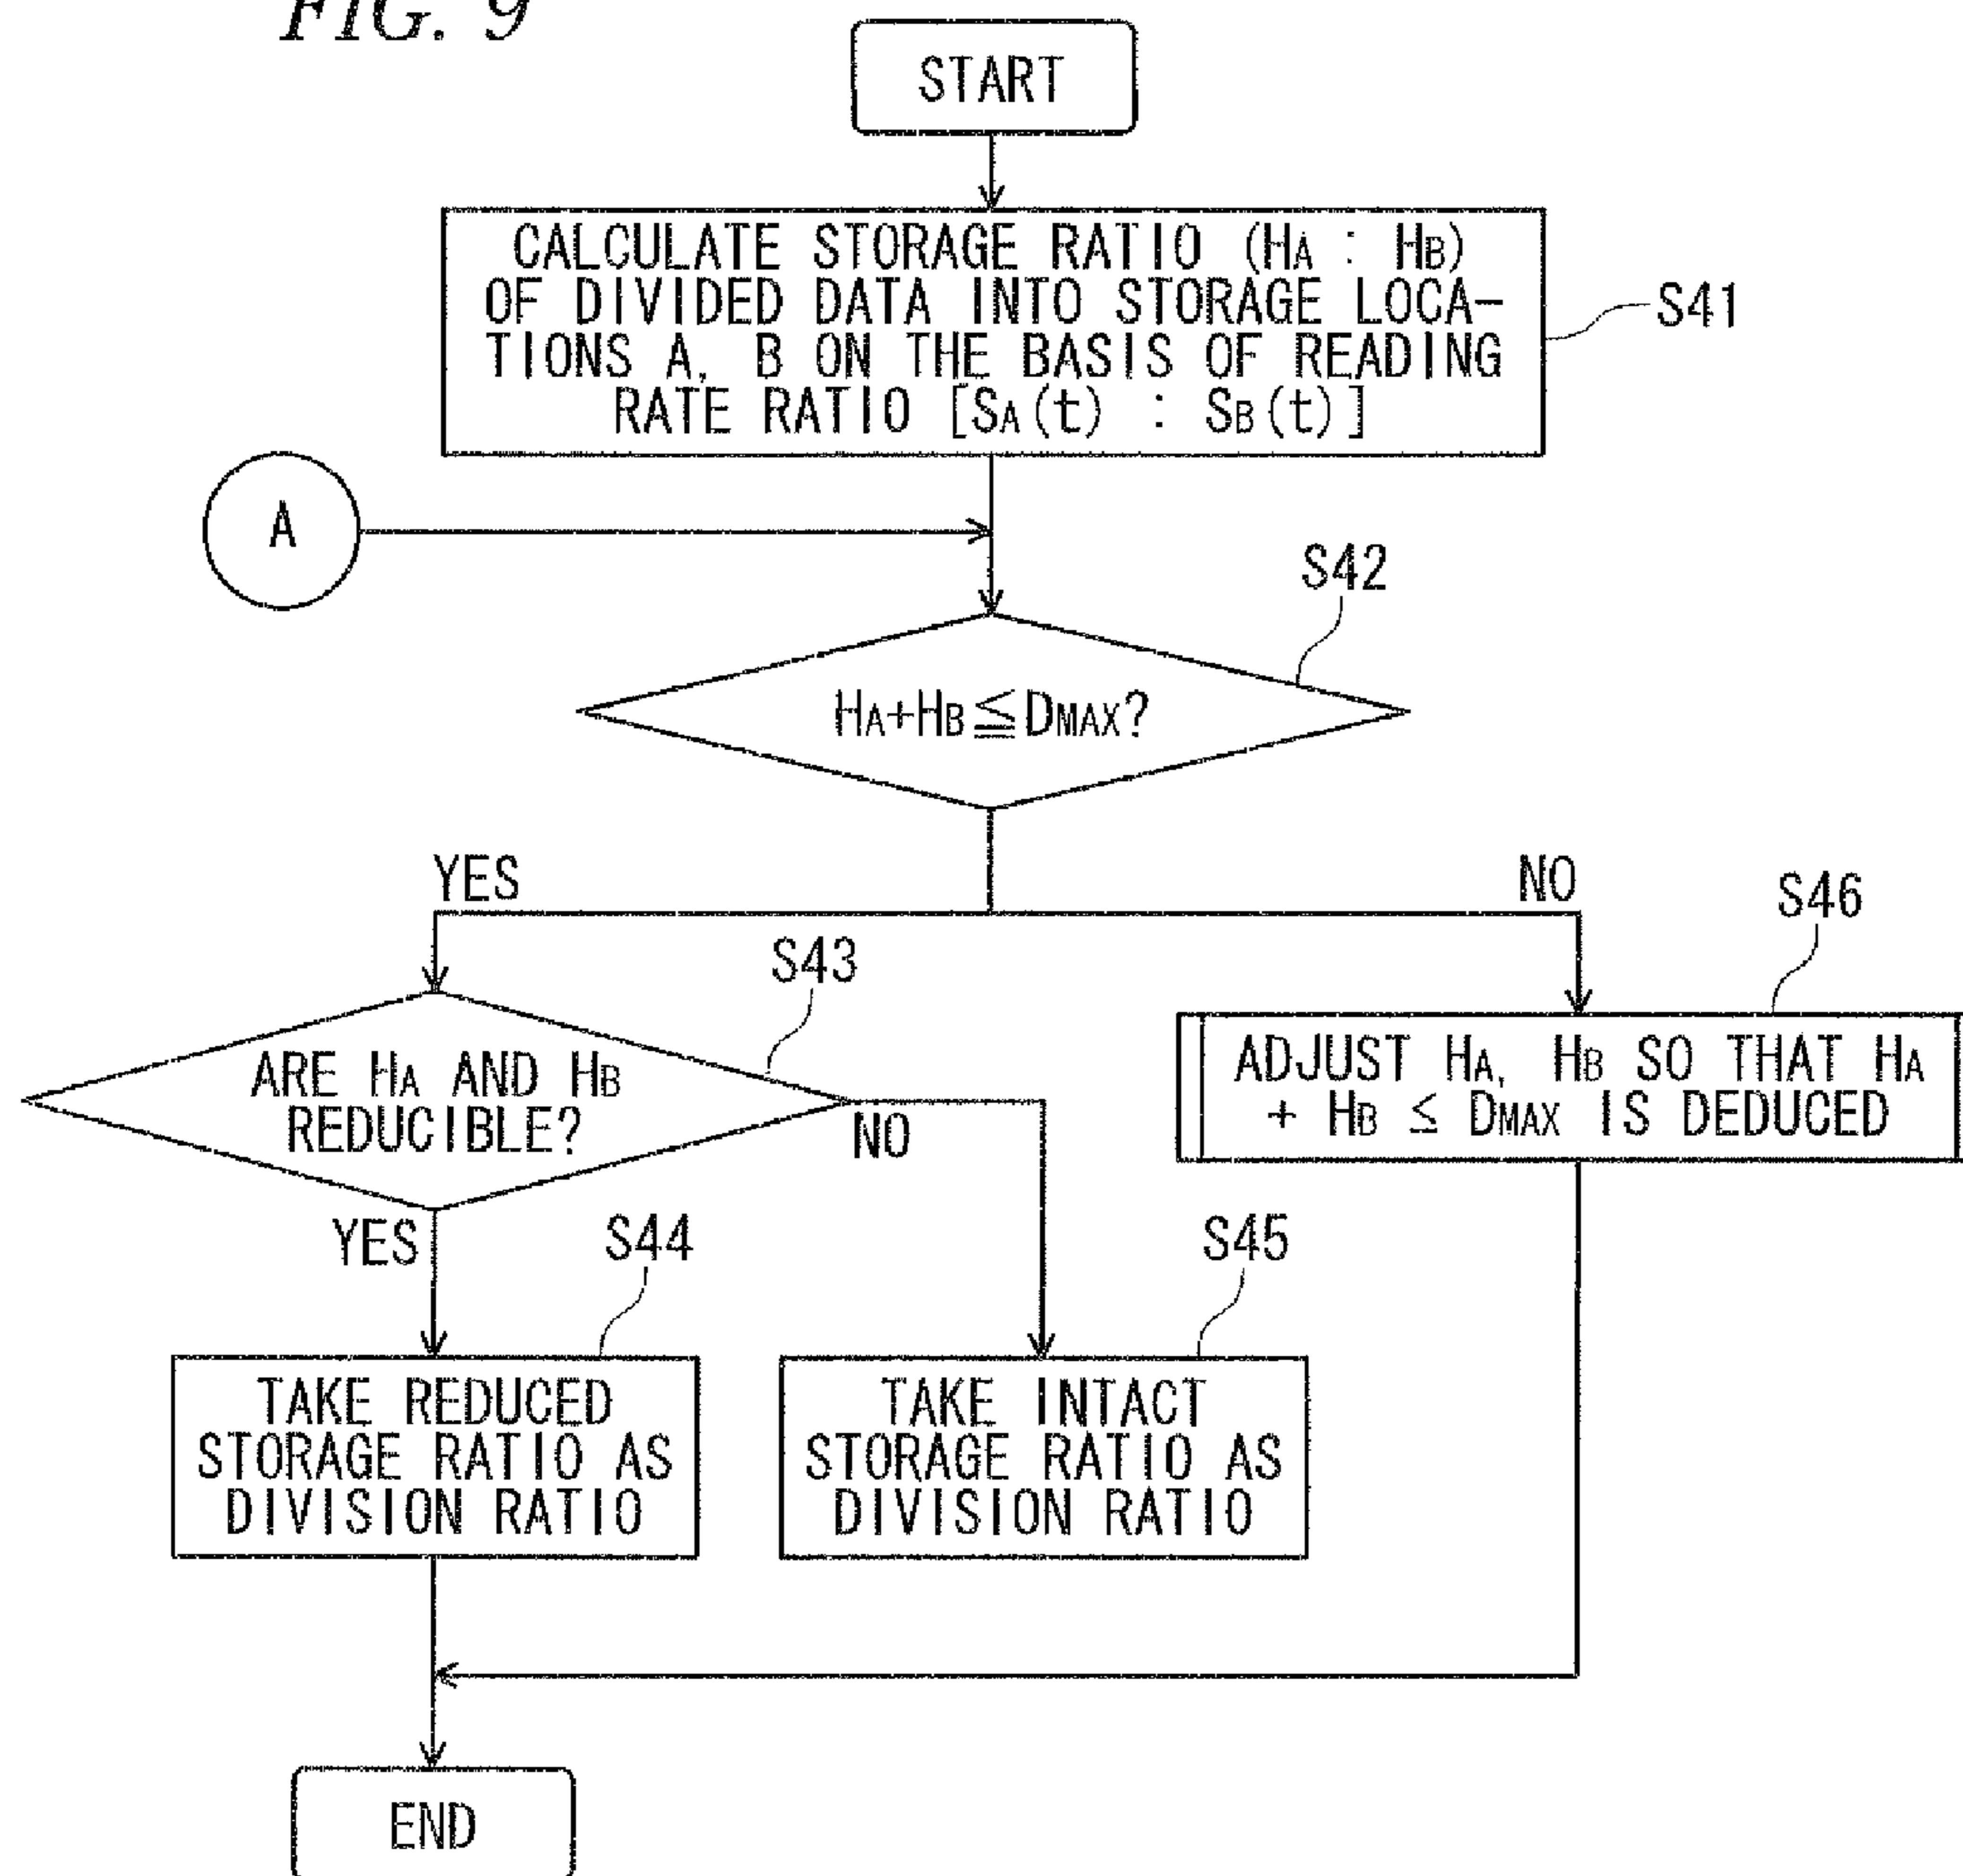 FIG. 9
START
CALCULATE STORAGE RATIO (HA : HB)
OF DIVIDED DATA INTO STORAGE LOCA-
TIONS A, B ON THE BASIS OF READING
RATE RATIO [SA(t) : SB(t)]
S41
A
S42
HA+HB≦DMAX?
YES
NO
S46
S43
ARE HA AND HB
REDUCIBLE?
NO
ADJUST HA, HB SO THAT HA
+ HB ≤ DMAX IS DEDUCED
YES
S44
S45
TAKE REDUCED
STORAGE RATIO AS
DIVISION RATIO
TAKE INTACT
STORAGE RATIO AS
DIVISION RATIO
END